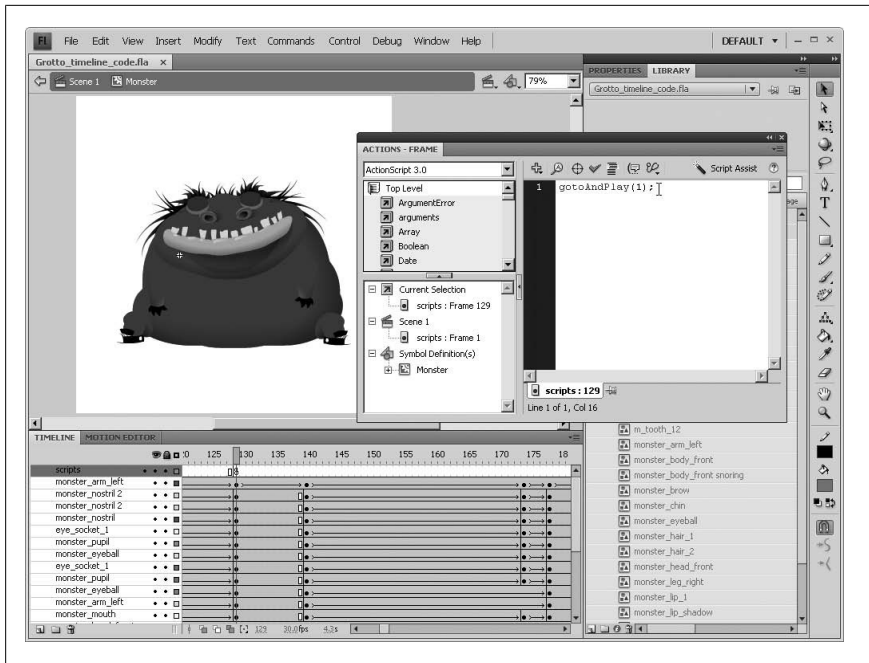 Fl File Edit View Insert Modify Text Commands Control Debug Window Help DEFAULT
Grotto_timeline_code.fla
Scene 1 Monster 79%
PROPERTIES LIBRARY
Grotto_timeline_code.fla
ACTIONS - FRAME
ActionScript 3.0
Top Level
ArgumentError
arguments
Array
Boolean
Date
Current Selection
scripts : Frame 129
Scene 1
scripts : Frame 1
Symbol Definition(s)
Monster
Script Assist
1 gotoAndPlay(1);
scripts : 129
Line 1 of 1, Col 16
TIMELINE MOTION EDITOR
125 130 135 140 145 150 155 160 165 170 175 18
scripts
monster_arm_left
monster_nostril 2
monster_nostril 2
monster_nostril
eye_socket_1
monster_pupil
monster_eyeball
eye_socket_1
monster_pupil
monster_eyeball
monster_arm_left
monster_mouth
129 30.0fps 4.3s
m_tooth_12
monster_arm_left
monster_body_front
monster_body_front snoring
monster_brow
monster_chin
monster_eyeball
monster_hair_1
monster_hair_2
monster_head_front
monster_leg_right
monster_lip_1
monster_lip_shadow